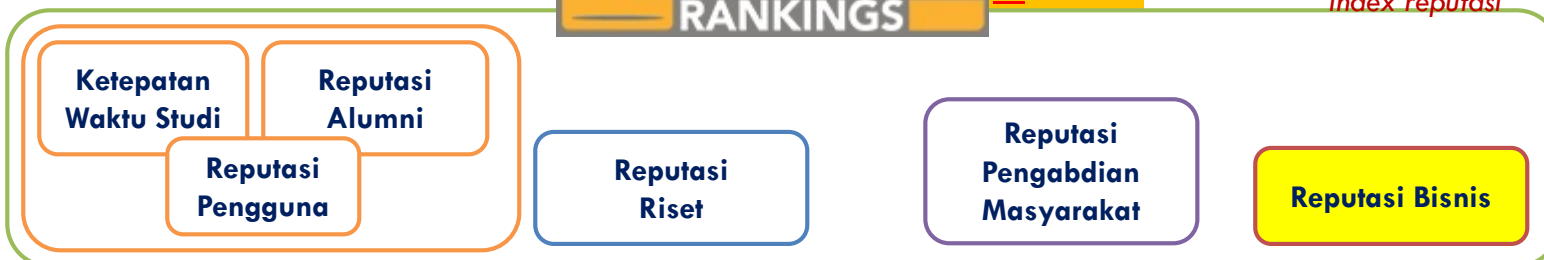 RANKINGS
Index reputasi
Ketepatan
Waktu Studi
Reputasi
Alumni
Reputasi
Pengguna
Reputasi
Riset
Reputasi
Pengabdian
Masyarakat
Reputasi Bisnis